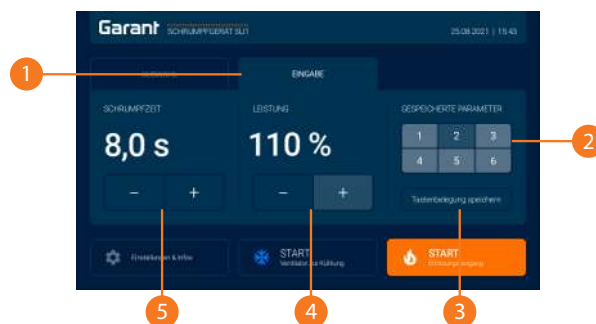 Garant SCHRUMPFGERÄT SU1
25.08.2021 | 15:43
1
EINGABE
SCHRUMPFZEIT
LEISTUNG
GESPEICHERTE PARAMETER
8,0 s
110 %
1 2 3
4 5 6
2
− +
− +
Tastenbelegung speichern
Einstellungen & Infos
START
Ventilator zur Kühlung
START
5
4
3